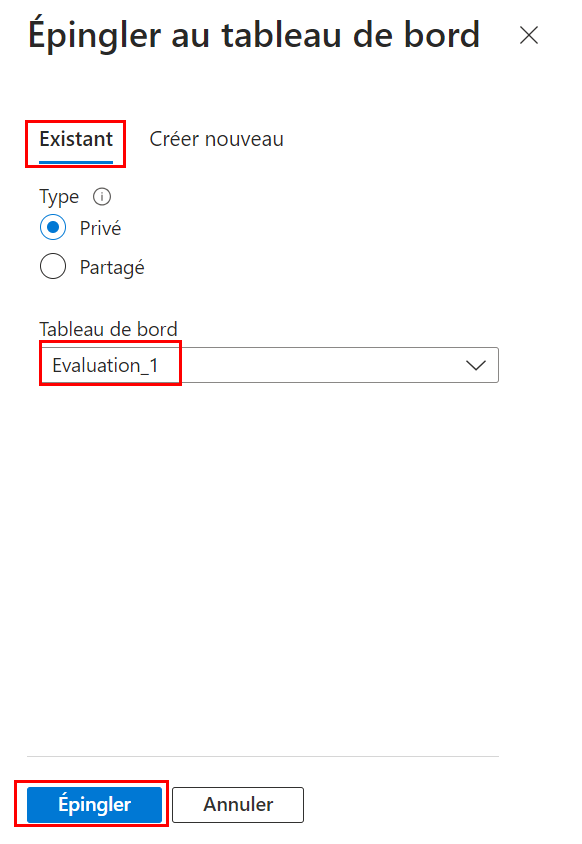 Épingler au tableau de bord
Existant Créer nouveau
Type
Privé
Partagé
Tableau de bord
Evaluation_1
Épingler Annuler